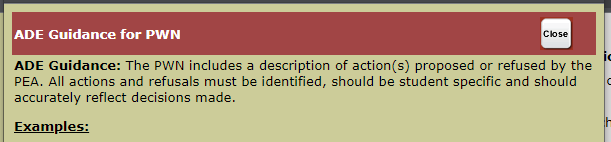 ADE Guidance for PWN
Close
ADE Guidance: The PWN includes a description of action(s) proposed or refused by the
PEA. All actions and refusals must be identified, should be student specific and should
accurately reflect decisions made.
Examples: